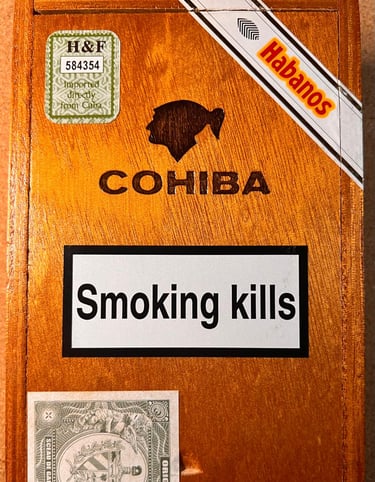 H&F
584354
Imported
directly
from Cuba
Habanos
COHIBA
Smoking kills